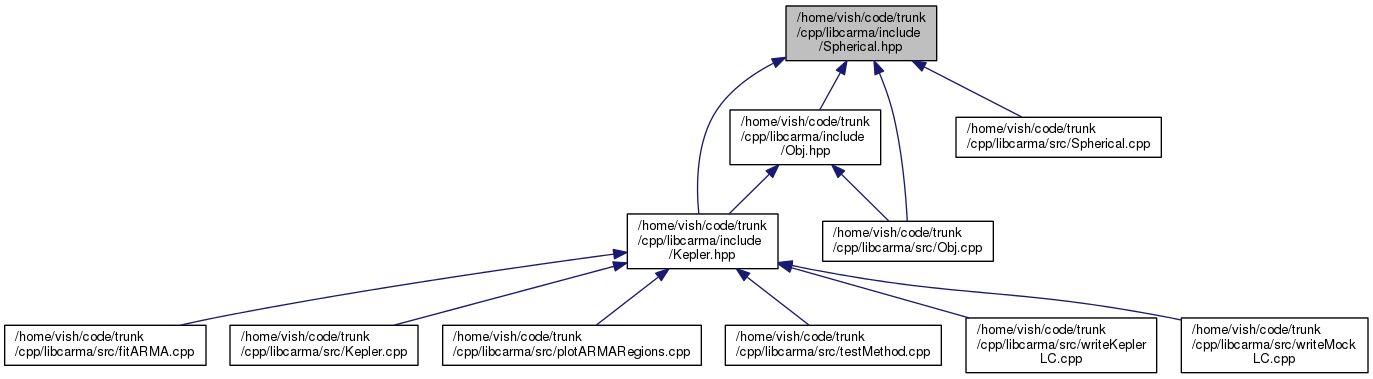 /home/vish/code/trunk
/cpp/libcarma/include
/Spherical.hpp
/home/vish/code/trunk
/cpp/libcarma/include
/Obj.hpp
/home/vish/code/trunk
/cpp/libcarma/src/Spherical.cpp
/home/vish/code/trunk
/cpp/libcarma/include
/Kepler.hpp
/home/vish/code/trunk
/cpp/libcarma/src/Obj.cpp
/home/vish/code/trunk
/cpp/libcarma/src/fitARMA.cpp
/home/vish/code/trunk
/cpp/libcarma/src/Kepler.cpp
/home/vish/code/trunk
/cpp/libcarma/src/plotARMARegions.cpp
/home/vish/code/trunk
/cpp/libcarma/src/testMethod.cpp
/home/vish/code/trunk
/cpp/libcarma/src/writeKepler
LC.cpp
/home/vish/code/trunk
/cpp/libcarma/src/writeMock
LC.cpp